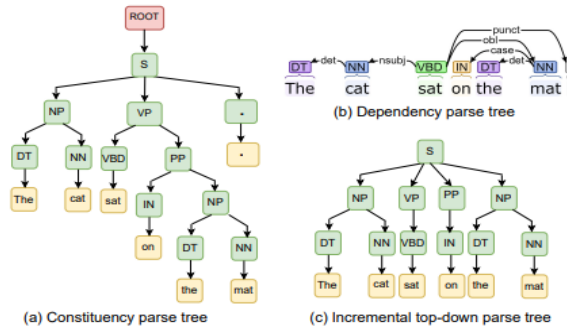 ROOT
S
NP VP .
DT NN VBD PP .
The cat sat IN NP
on DT NN
the mat
(a) Constituency parse tree
punct
obl
case
det nsubj det
DT NN VBD IN DT NN
The cat sat on the mat
(b) Dependency parse tree
S
NP VP PP NP
DT NN VBD IN DT NN
The cat sat on the mat
(c) Incremental top-down parse tree